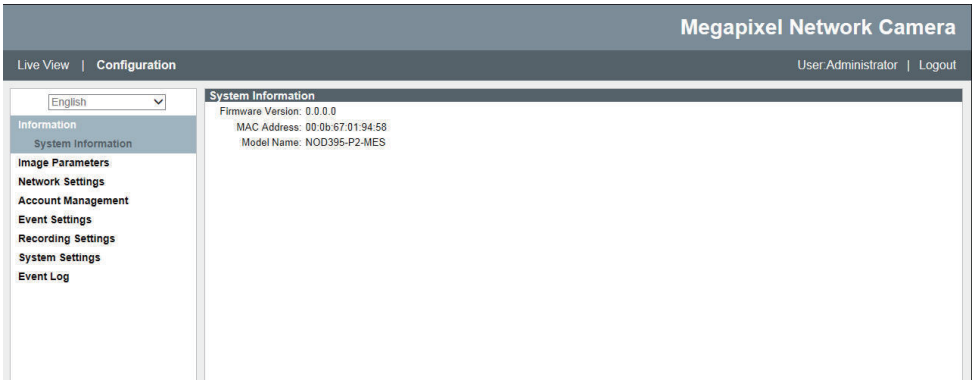 Megapixel Network Camera
Live View | Configuration
User:Administrator | Logout
English
Information
System Information
Image Parameters
Network Settings
Account Management
Event Settings
Recording Settings
System Settings
Event Log
System Information
Firmware Version: 0.0.0.0
MAC Address: 00:0b:67:01:94:58
Model Name: NOD395-P2-MES